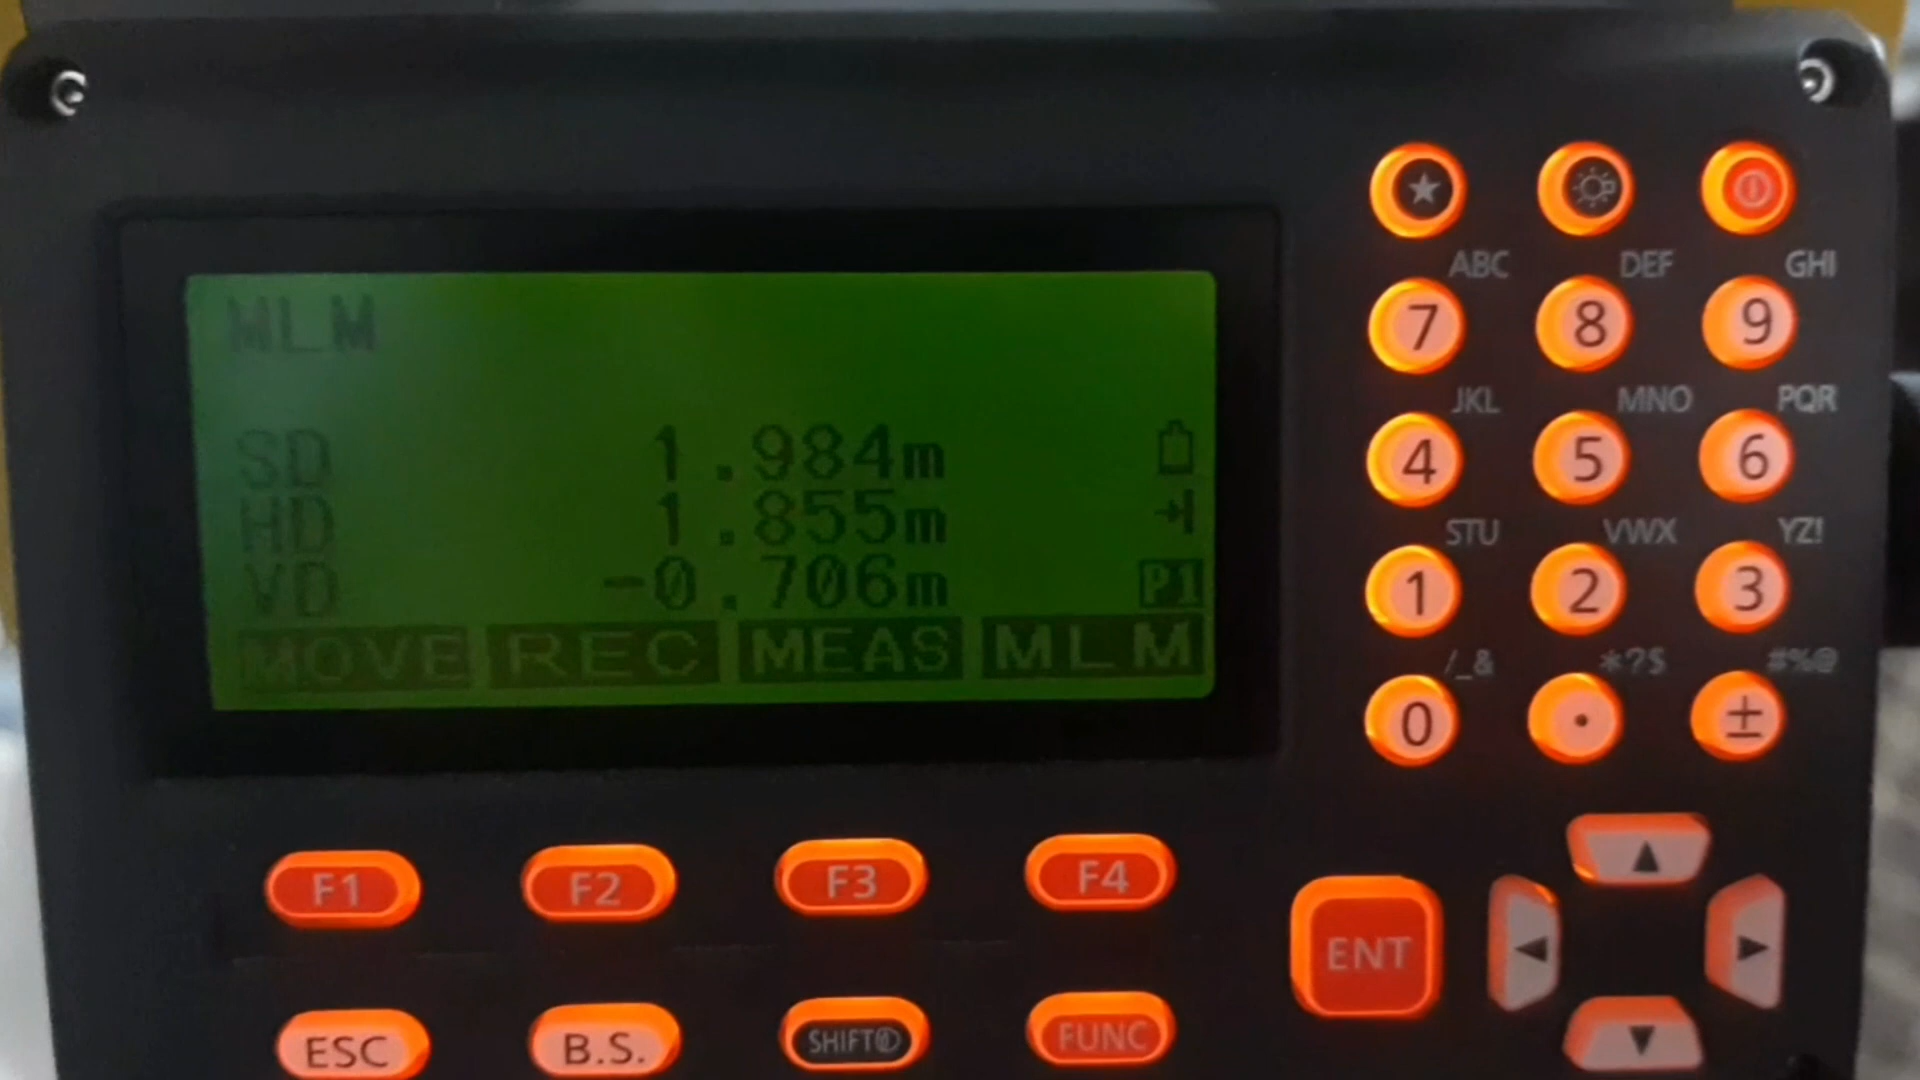 MLM
SD 1.984m
HD 1.855m
VD -0.706m P1
MOVE REC MEAS MLM
ABC DEF GHI
7 8 9
JKL MNO PQR
4 5 6
STU VWX YZ!
1 2 3
/_& *?$ #%@
0 . ±
F1 F2 F3 F4
ENT
ESC B.S. SHIFT FUNC